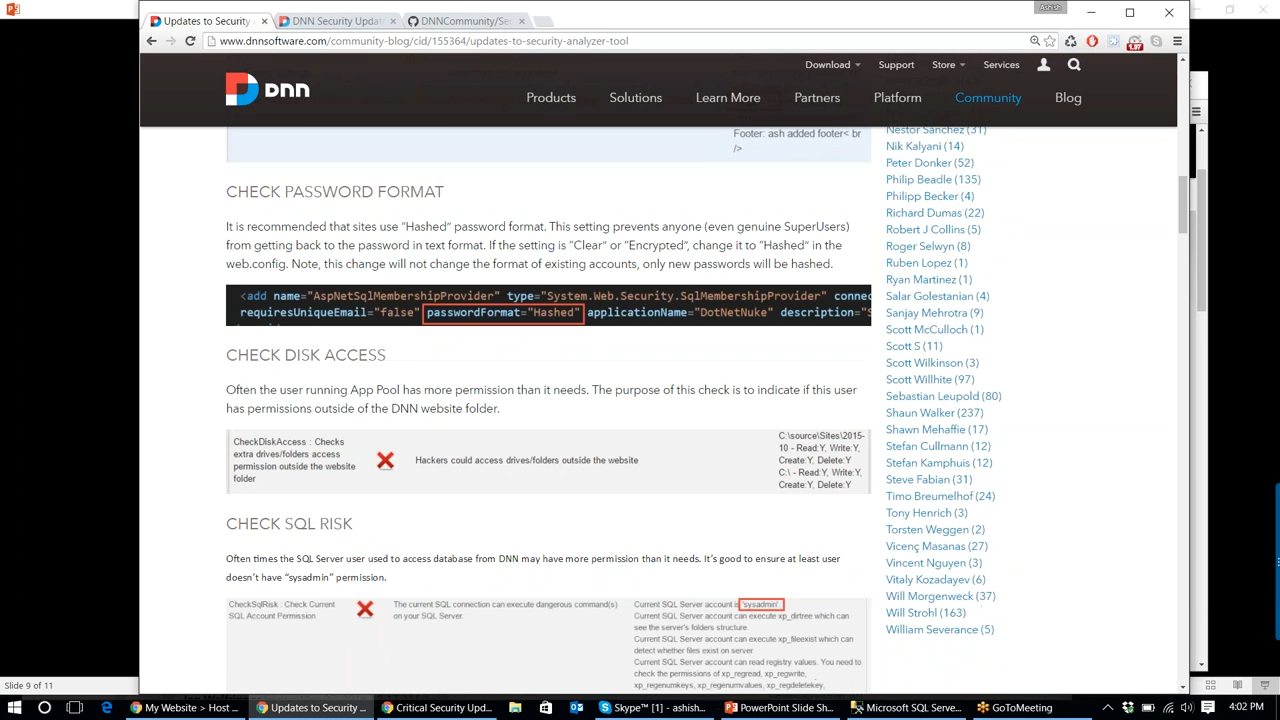 Ashish
Updates to Security
DNN Security Updat
DNNCommunity/Se
www.dnnsoftware.com/community-blog/cid/155364/updates-to-security-analyzer-tool
1.97
Download
Support
Store
Services
dnn
Products
Solutions
Learn More
Partners
Platform
Community
Blog
Footer: ash added footer< br
/>
CHECK PASSWORD FORMAT
It is recommended that sites use “Hashed” password format. This setting prevents anyone (even genuine SuperUsers)
from getting back to the password in text format. If the setting is “Clear” or “Encrypted”, change it to “Hashed” in the
web.config. Note, this change will not change the format of existing accounts, only new passwords will be hashed.
<add name="AspNetSqlMembershipProvider" type="System.Web.Security.SqlMembershipProvider" connec
requiresUniqueEmail="false" passwordFormat="Hashed" applicationName="DotNetNuke" description="S
CHECK DISK ACCESS
Often the user running App Pool has more permission than it needs. The purpose of this check is to indicate if this user
has permissions outside of the DNN website folder.
CheckDiskAccess : Checks
extra drives/folders access
permission outside the website
folder
Hackers could access drives/folders outside the website
C:\source\Sites\2015-
10 - Read:Y, Write:Y,
Create:Y, Delete:Y
C:\ - Read:Y, Write:Y,
Create:Y, Delete:Y
CHECK SQL RISK
Often times the SQL Server user used to access database from DNN may have more permission than it needs. It’s good to ensure at least user
doesn’t have “sysadmin” permission.
CheckSqlRisk : Check Current
SQL Account Permission
The current SQL connection can execute dangerous command(s)
on your SQL Server.
Current SQL Server account is 'sysadmin'.
Current SQL Server account can execute xp_dirtree which can
see the server's folders structure.
Current SQL Server account can execute xp_fileexist which can
detect whether files exist on server.
Current SQL Server account can read registry values. You need to
check the permissions of xp_regread, xp_regwrite,
xp_regenumkeys, xp_regenumvalues, xp_regdeletekey,
Nestor Sanchez (31)
Nik Kalyani (14)
Peter Donker (52)
Philip Beadle (135)
Philipp Becker (4)
Richard Dumas (22)
Robert J Collins (5)
Roger Selwyn (8)
Ruben Lopez (1)
Ryan Martinez (1)
Salar Golestanian (4)
Sanjay Mehrotra (9)
Scott McCulloch (1)
Scott S (11)
Scott Wilkinson (3)
Scott Willhite (97)
Sebastian Leupold (80)
Shaun Walker (237)
Shawn Mehaffie (17)
Stefan Cullmann (12)
Stefan Kamphuis (12)
Steve Fabian (31)
Timo Breumelhof (24)
Tony Henrich (3)
Torsten Weggen (2)
Vicenç Masanas (27)
Vincent Nguyen (3)
Vitaly Kozadayev (6)
Will Morgenweck (37)
Will Strohl (163)
William Severance (5)
Slide 9 of 11
My Website > Host ...
Updates to Security ...
Critical Security Upd...
Skype™ [1] - ashish...
PowerPoint Slide Sh...
Microsoft SQL Serve...
GoToMeeting
4:02 PM